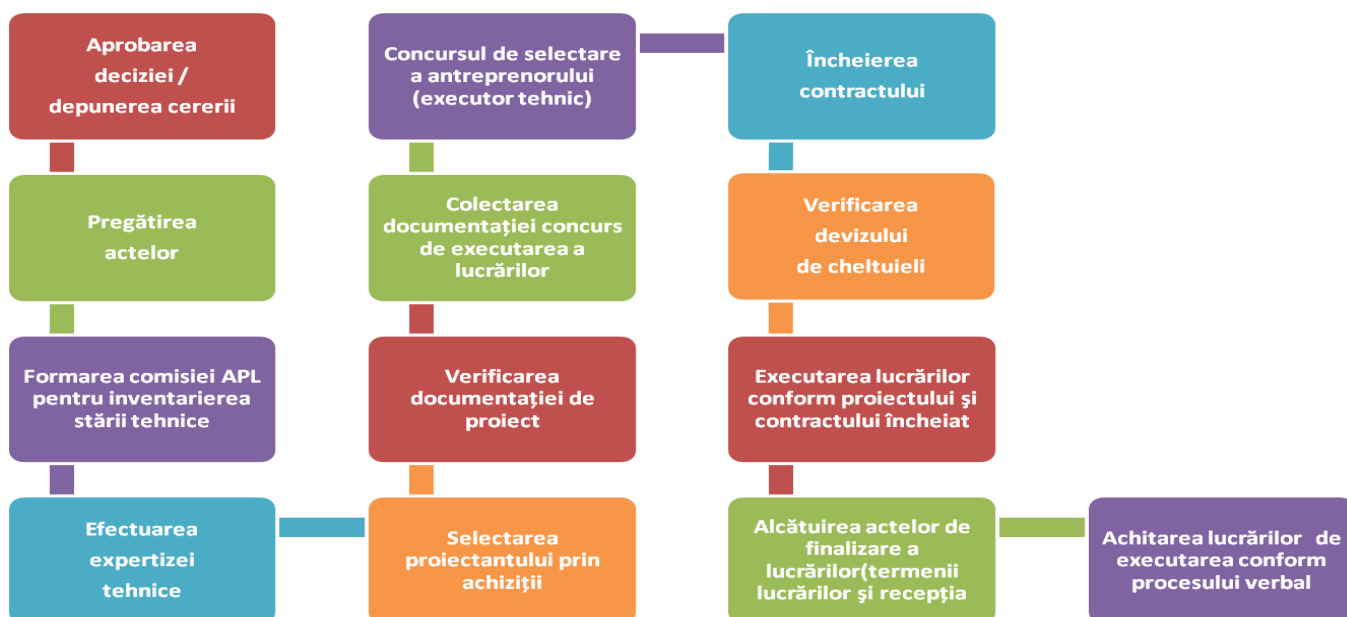 Aprobarea
deciziei /
depunerea cererii
Pregătirea
actelor
Formarea comisiei APL
pentru inventarierea
stării tehnice
Efectuarea
expertizei
tehnice
Selectarea
proiectantului prin
achiziții
Verificarea
documentației de
proiect
Colectarea
documentației concurs
de executarea a
lucrărilor
Concursul de selectare
a antreprenorului
(executor tehnic)
Încheierea
contractului
Verificarea
devizului
de cheltuieli
Executarea lucrărilor
conform proiectului şi
contractului încheiat
Alcătuirea actelor de
finalizare a
lucrărilor(termenii
lucrărilor şi recepția
Achitarea lucrărilor de
executarea conform
procesului verbal